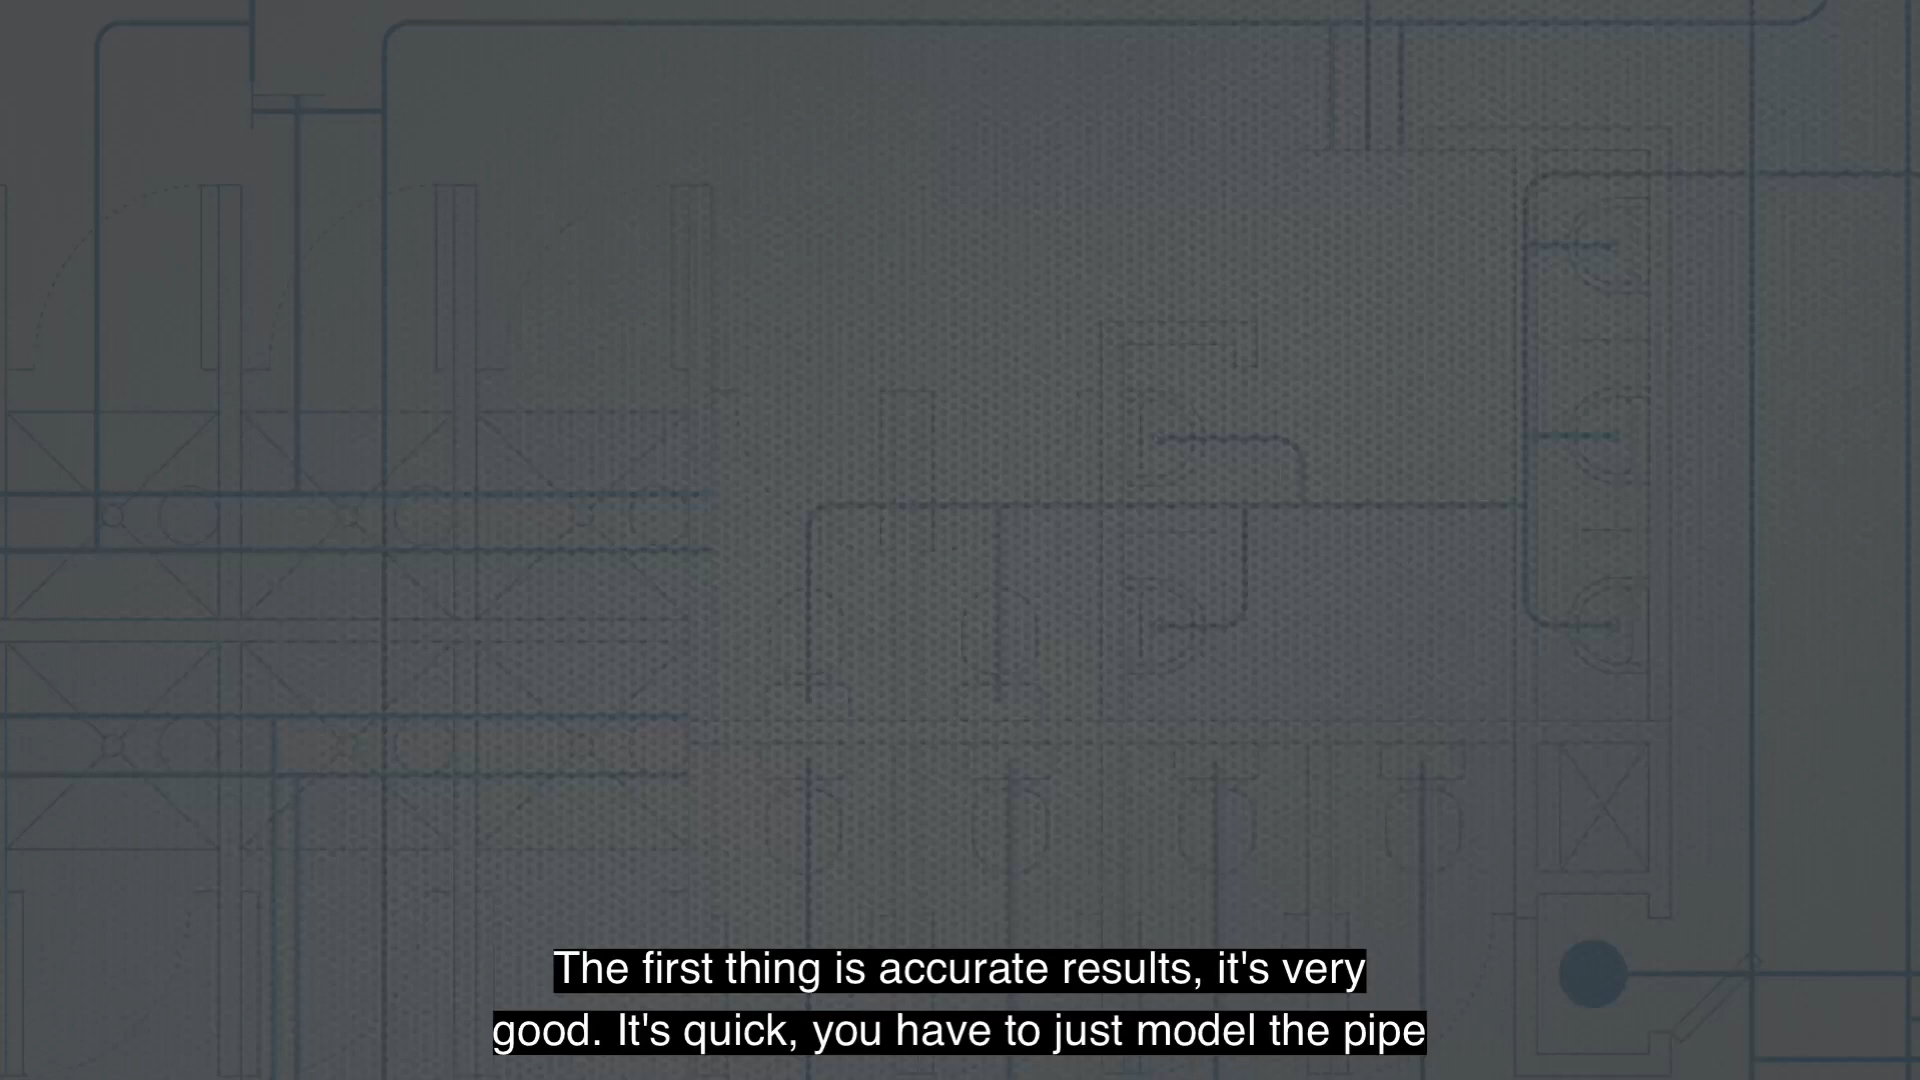 The first thing is accurate results, it's very
good. It's quick, you have to just model the pipe